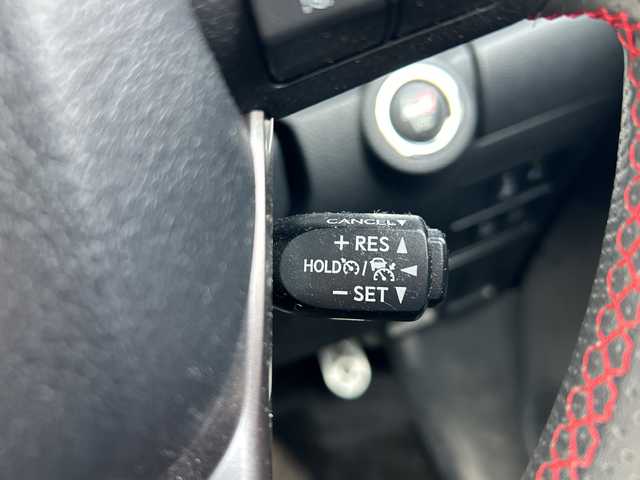 CANCEL▼
+ RES ▲
HOLD / ◄
− SET ▼